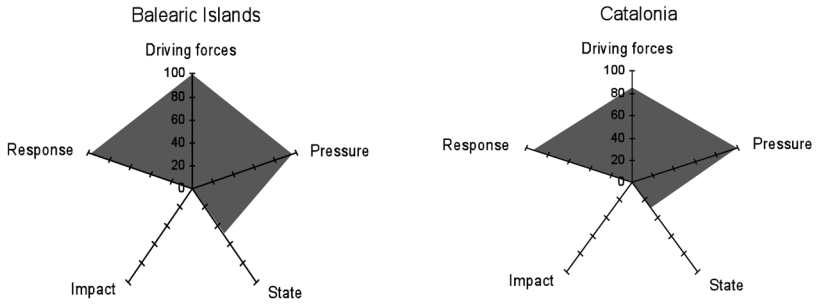 Balearic Islands
Driving forces
100
80
60
40
20
0
Response
Pressure
Impact
State
Catalonia
Driving forces
100
80
60
40
20
0
Response
Pressure
Impact
State